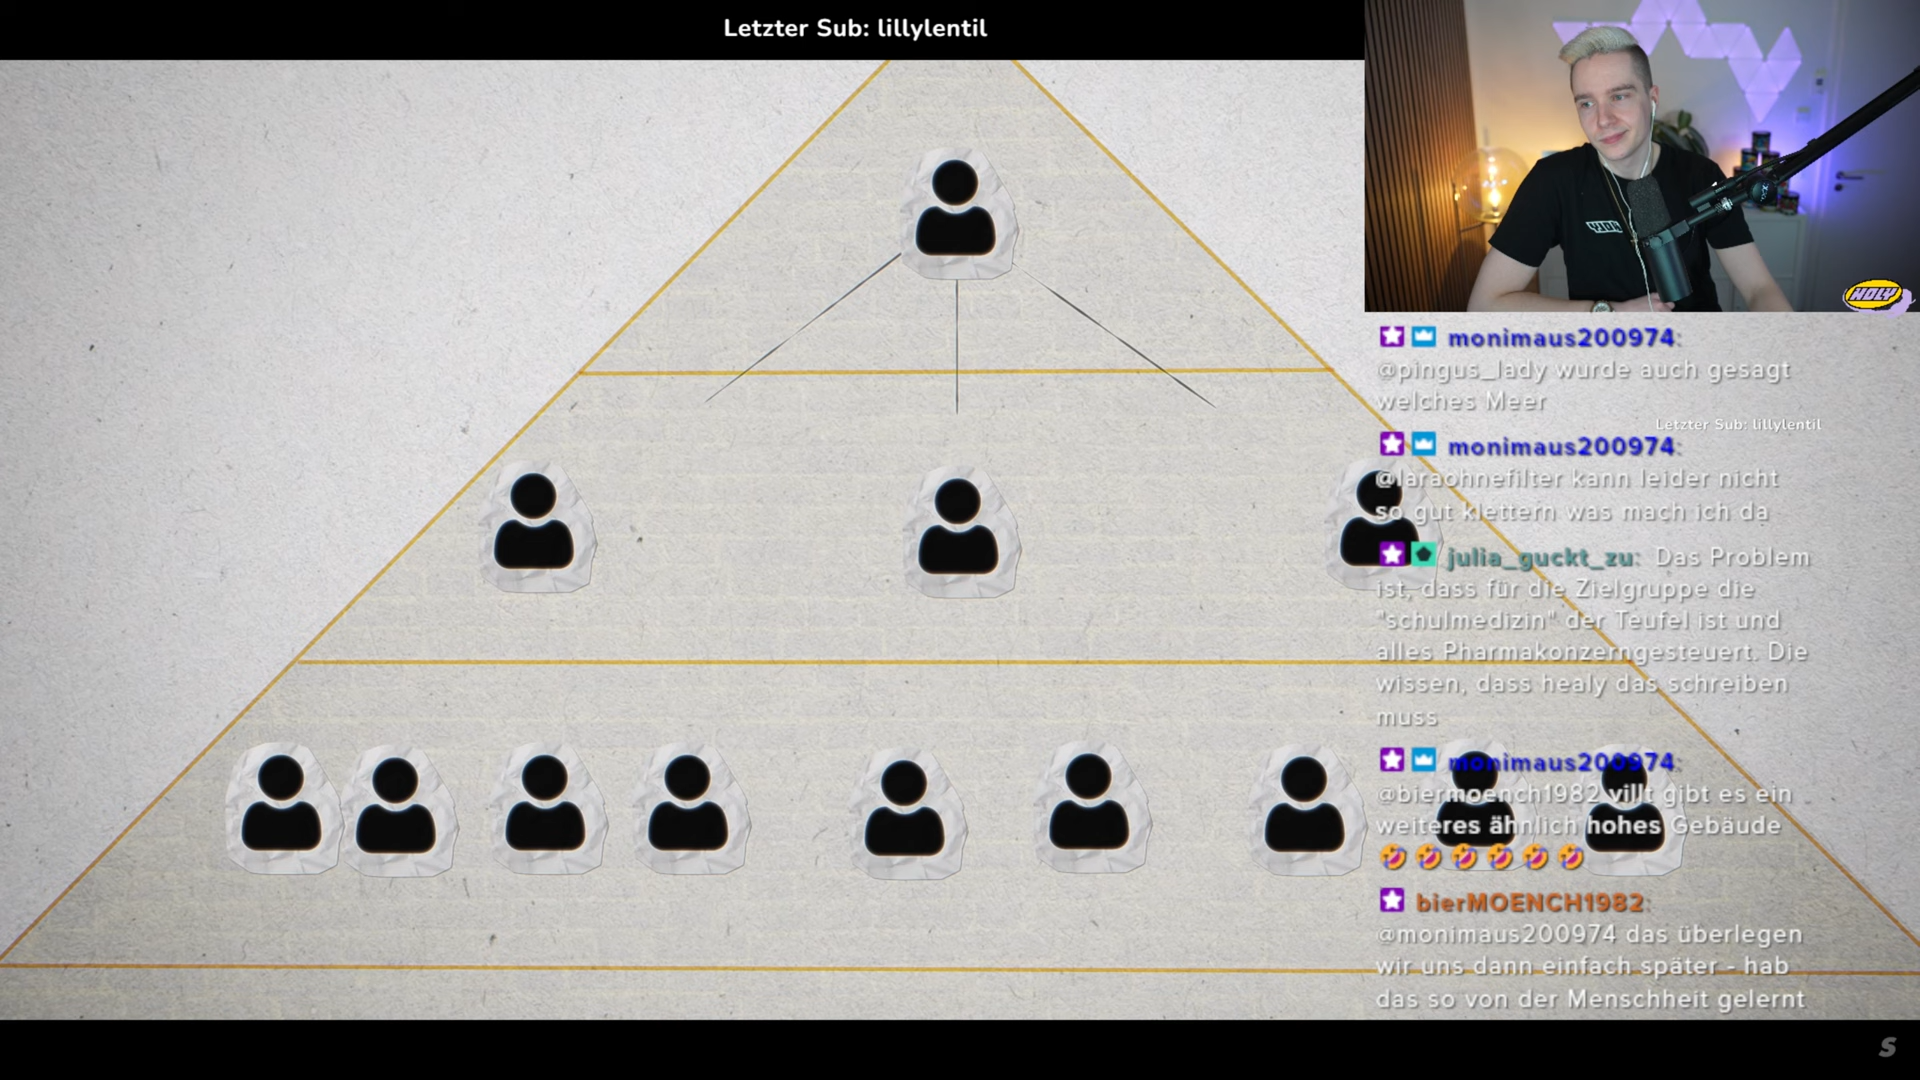 Letzter Sub: lillylentil
HOLY
monimaus200974:
@pingus_lady wurde auch gesagt
welches Meer
Letzter Sub: lillylentil
monimaus200974:
@laraohnefilter kann leider nicht
so gut klettern was mach ich da
julia_guckt_zu: Das Problem
ist, dass für die Zielgruppe die
"schulmedizin" der Teufel ist und
alles Pharmakonzerngesteuert. Die
wissen, dass healy das schreiben
muss
monimaus200974:
@biermoench1982 villt gibt es ein
weiteres ähnlich hohes Gebäude
bierMOENCH1982:
@monimaus200974 das überlegen
wir uns dann einfach später - hab
das so von der Menschheit gelernt
S